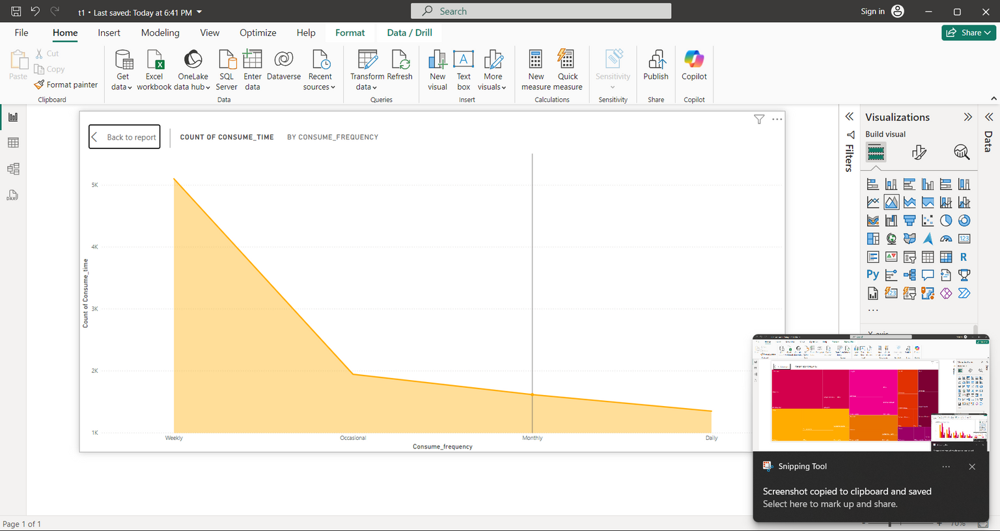 t1 • Last saved: Today at 6:41 PM
Search
Sign in
File
Home
Insert
Modeling
View
Optimize
Help
Format
Data / Drill
Share
Paste
Cut
Copy
Format painter
Clipboard
Get data
Excel workbook
OneLake data hub
SQL Server
Enter data
Dataverse
Recent sources
Data
Transform data
Refresh
Queries
New visual
Text box
More visuals
Insert
New measure
Quick measure
Calculations
Sensitivity
Sensitivity
Publish
Share
Copilot
Copilot
DAX
Back to report
COUNT OF CONSUME_TIME
BY CONSUME_FREQUENCY
Count of Consume_time
5K
4K
3K
2K
1K
Weekly
Occasional
Monthly
Daily
Consume_frequency
Filters
Visualizations
Build visual
123
R
Py
123
Data
Snipping Tool
Screenshot copied to clipboard and saved
Select here to mark up and share.
Page 1 of 1